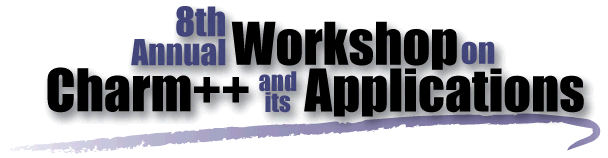 8th
Annual Workshop on
Charm++ and its Applications